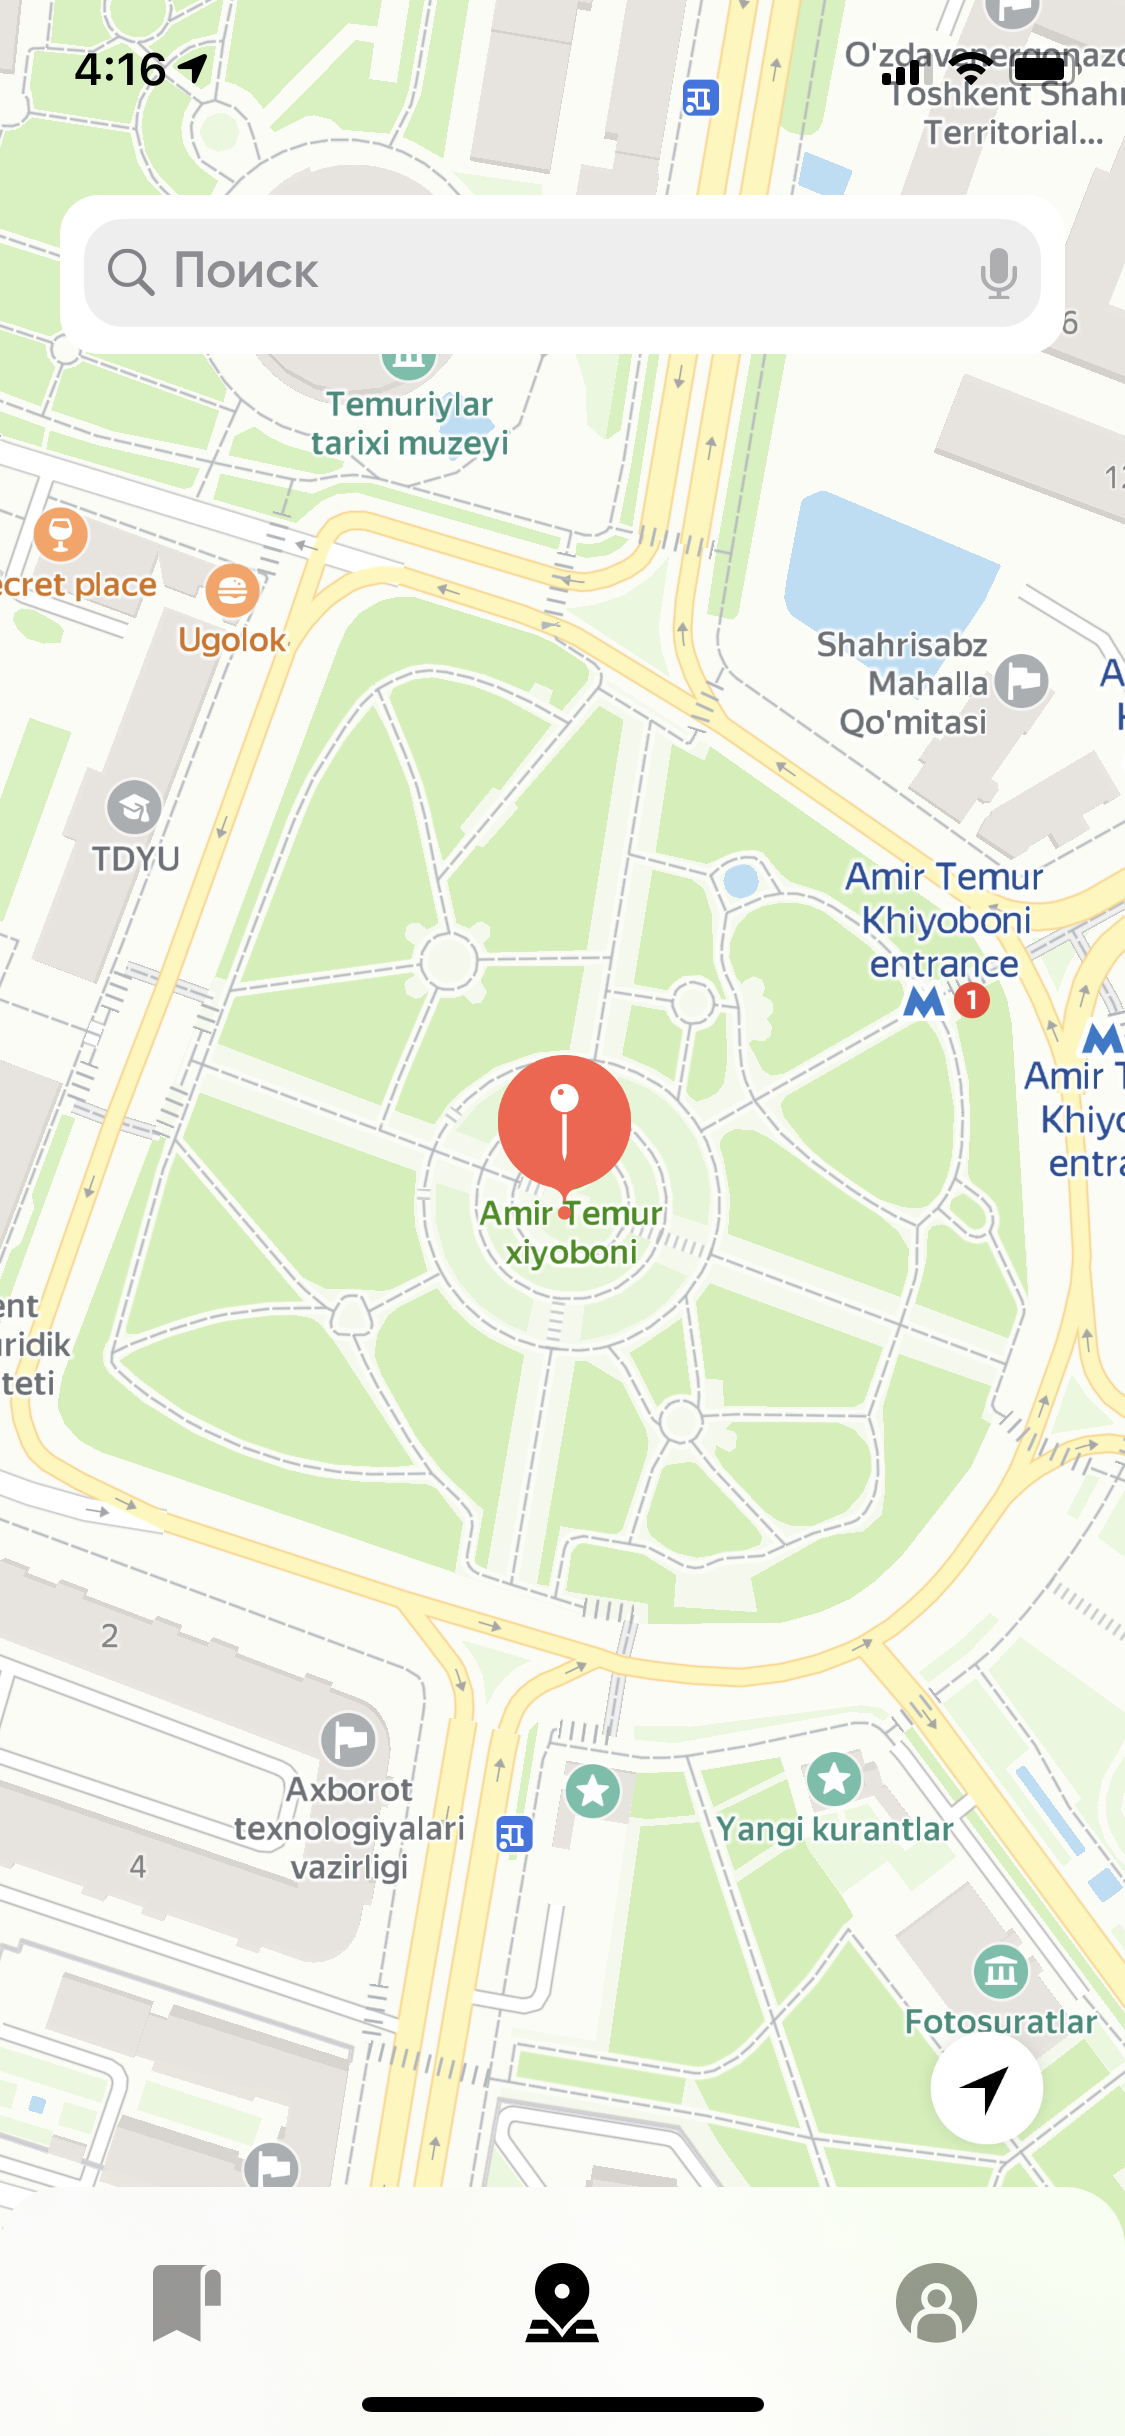 4:16
Toshkent Shahr
Territorial...
Поиск
6
Temuriylar
tarixi muzeyi
12
ecret place
Ugolok
Shahrisabz
Mahalla
Qo'mitasi
A
K
TDYU
Amir Temur
Khiyoboni
entrance
1
Amir T
Khiyo
entra
Amir Temur
xiyoboni
ent
uridik
teti
2
Axborot
texnologiyalari
vazirligi
Yangi kurantlar
4
Fotosuratlar